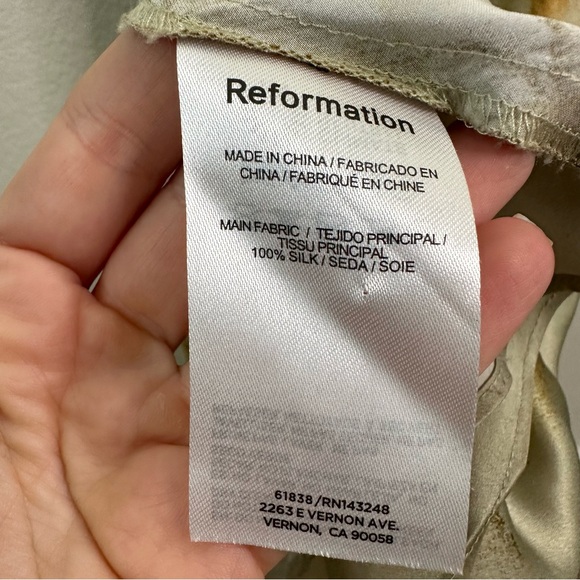 Reformation
MADE IN CHINA / FABRICADO EN
CHINA / FABRIQUÉ EN CHINE
MAIN FABRIC / TEJIDO PRINCIPAL /
TISSU PRINCIPAL
100% SILK / SEDA / SOIE
61838/RN143248
2263 E VERNON AVE.
VERNON, CA 90058